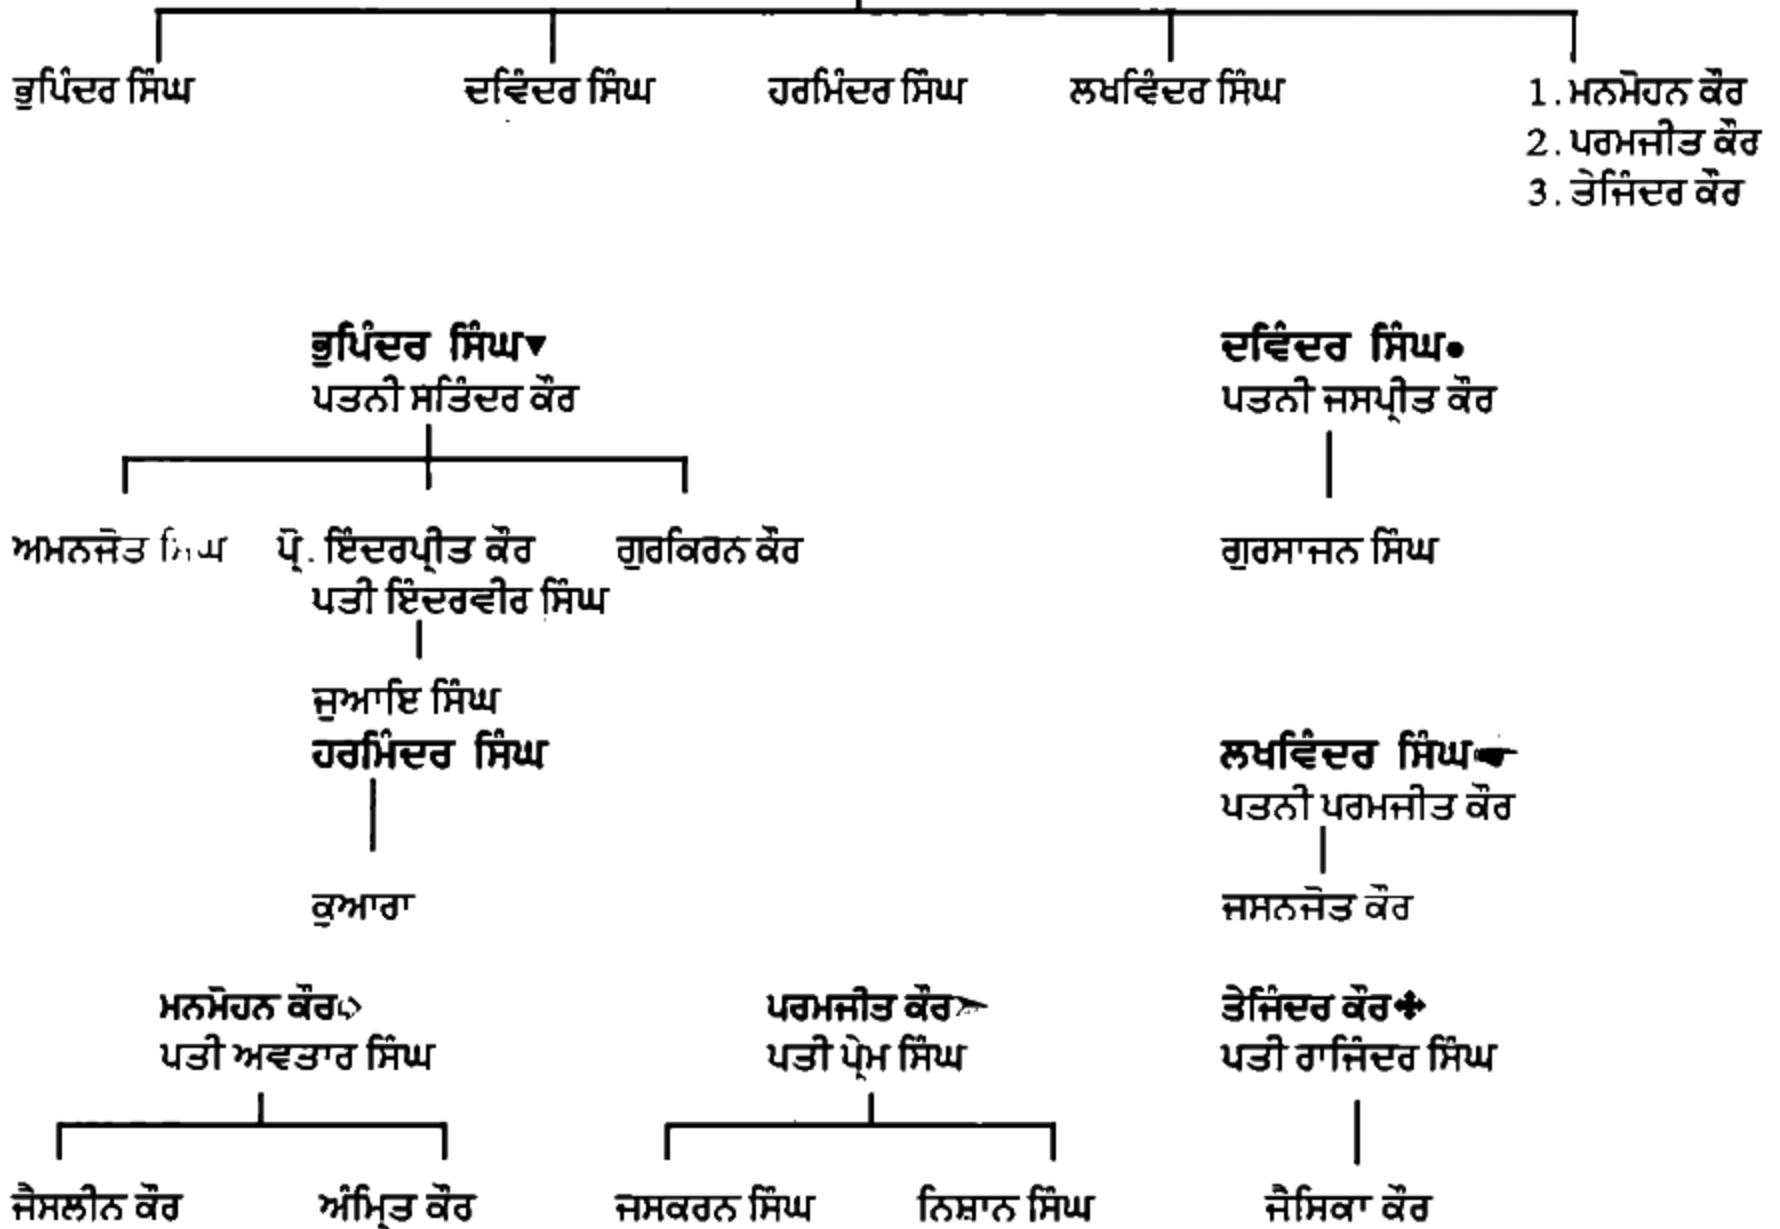 ਭੁਪਿੰਦਰ ਸਿੰਘ ਦਵਿੰਦਰ ਸਿੰਘ ਹਰਮਿੰਦਰ ਸਿੰਘ ਲਖਵਿੰਦਰ ਸਿੰਘ 1. ਮਨਮੋਹਨ ਕੌਰ
2. ਪਰਮਜੀਤ ਕੌਰ
3. ਤੇਜਿੰਦਰ ਕੌਰ
ਭੁਪਿੰਦਰ ਸਿੰਘ▼ ਦਵਿੰਦਰ ਸਿੰਘ●
ਪਤਨੀ ਸਤਿੰਦਰ ਕੌਰ ਪਤਨੀ ਜਸਪ੍ਰੀਤ ਕੌਰ
ਅਮਨਜੋਤ ਸਿੰਘ ਪ੍ਰੋ. ਇੰਦਰਪ੍ਰੀਤ ਕੌਰ ਗੁਰਕਿਰਨ ਕੌਰ ਗੁਰਸਾਜਨ ਸਿੰਘ
ਪਤੀ ਇੰਦਰਵੀਰ ਸਿੰਘ
ਜੁਆਇ ਸਿੰਘ
ਹਰਮਿੰਦਰ ਸਿੰਘ ਲਖਵਿੰਦਰ ਸਿੰਘ☛
ਪਤਨੀ ਪਰਮਜੀਤ ਕੌਰ
ਕੁਆਰਾ ਜਸਨਜੋਤ ਕੌਰ
ਮਨਮੋਹਨ ਕੌਰ◇ ਪਰਮਜੀਤ ਕੌਰ➣ ਤੇਜਿੰਦਰ ਕੌਰ✤
ਪਤੀ ਅਵਤਾਰ ਸਿੰਘ ਪਤੀ ਪ੍ਰੇਮ ਸਿੰਘ ਪਤੀ ਰਾਜਿੰਦਰ ਸਿੰਘ
ਜੈਸਲੀਨ ਕੌਰ ਅੰਮ੍ਰਿਤ ਕੌਰ ਜਸਕਰਨ ਸਿੰਘ ਨਿਸ਼ਾਨ ਸਿੰਘ ਜੈਸਿਕਾ ਕੌਰ